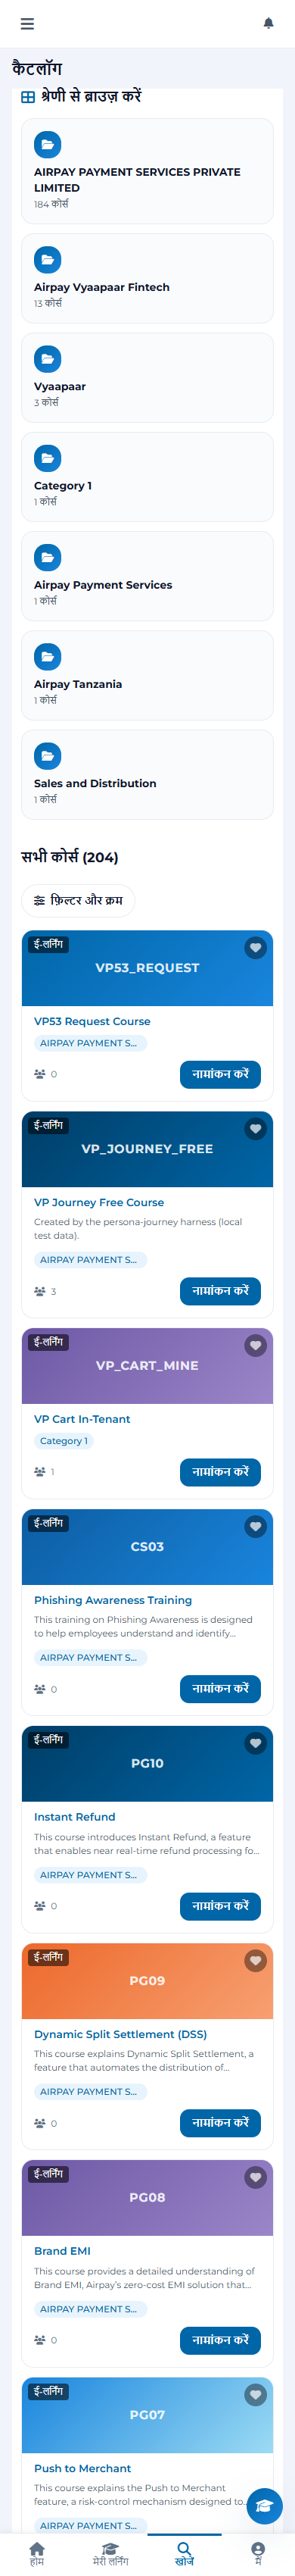 कैटलॉग
श्रेणी से ब्राउज़ करें
AIRPAY PAYMENT SERVICES PRIVATE
LIMITED
184 कोर्स
Airpay Vyaapaar Fintech
13 कोर्स
Vyaapaar
3 कोर्स
Category 1
1 कोर्स
Airpay Payment Services
1 कोर्स
Airpay Tanzania
1 कोर्स
Sales and Distribution
1 कोर्स
सभी कोर्स (204)
फ़िल्टर और क्रम
ई-लर्निंग
VP53_REQUEST
VP53 Request Course
AIRPAY PAYMENT S...
0
नामांकन करें
ई-लर्निंग
VP_JOURNEY_FREE
VP Journey Free Course
Created by the persona-journey harness (local
test data).
AIRPAY PAYMENT S...
3
नामांकन करें
ई-लर्निंग
VP_CART_MINE
VP Cart In-Tenant
Category 1
1
नामांकन करें
ई-लर्निंग
CS03
Phishing Awareness Training
This training on Phishing Awareness is designed
to help employees understand and identify...
AIRPAY PAYMENT S...
0
नामांकन करें
ई-लर्निंग
PG10
Instant Refund
This course introduces Instant Refund, a feature
that enables near real-time refund processing fo...
AIRPAY PAYMENT S...
0
नामांकन करें
ई-लर्निंग
PG09
Dynamic Split Settlement (DSS)
This course explains Dynamic Split Settlement, a
feature that automates the distribution of...
AIRPAY PAYMENT S...
0
नामांकन करें
ई-लर्निंग
PG08
Brand EMI
This course provides a detailed understanding of
Brand EMI, Airpay's zero-cost EMI solution that...
AIRPAY PAYMENT S...
0
नामांकन करें
ई-लर्निंग
PG07
Push to Merchant
This course explains the Push to Merchant
feature, a risk-control mechanism designed to...
AIRPAY PAYMENT S...
होम
मेरी लर्निंग
खोजें
मैं